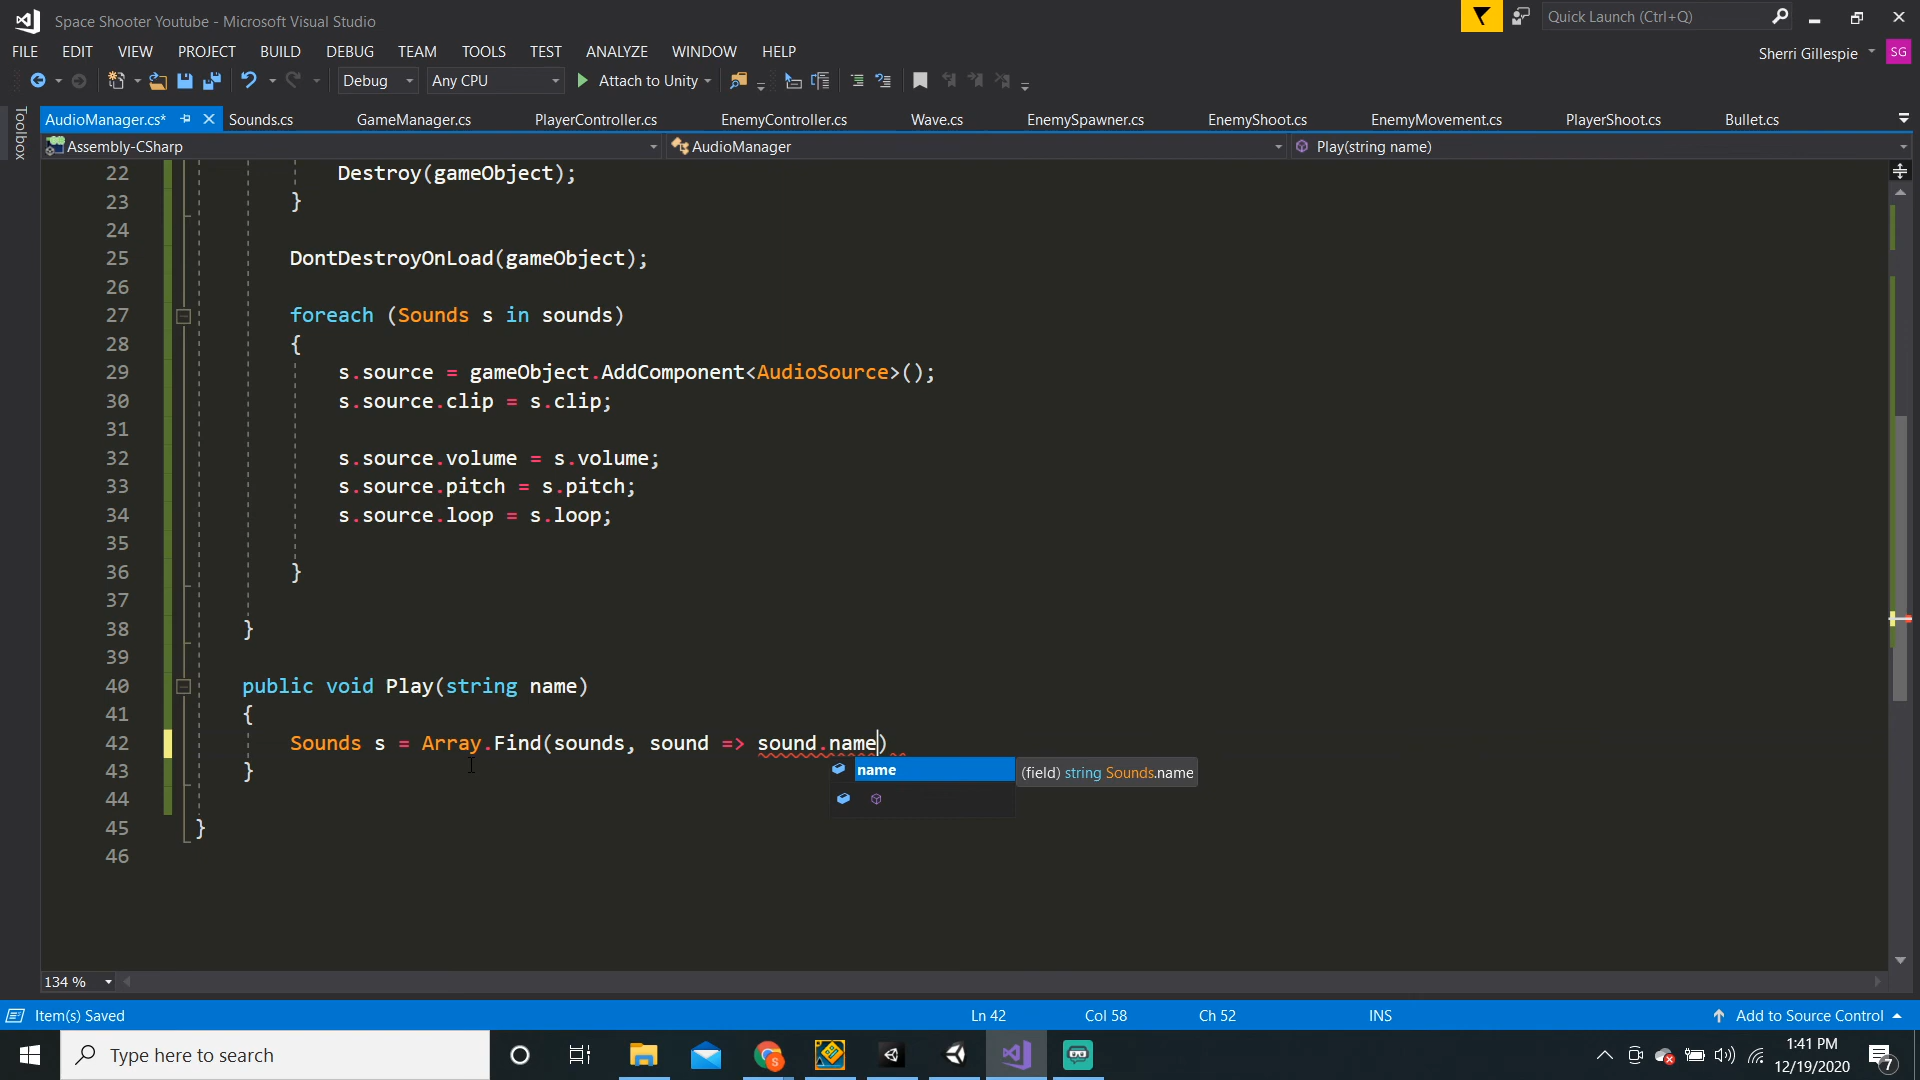 Space Shooter Youtube - Microsoft Visual Studio
Quick Launch (Ctrl+Q)
FILE EDIT VIEW PROJECT BUILD DEBUG TEAM TOOLS TEST ANALYZE WINDOW HELP
Sherri Gillespie SG
Debug Any CPU Attach to Unity
Toolbox
AudioManager.cs* Sounds.cs GameManager.cs PlayerController.cs EnemyController.cs Wave.cs EnemySpawner.cs EnemyShoot.cs EnemyMovement.cs PlayerShoot.cs Bullet.cs
Assembly-CSharp AudioManager Play(string name)
22 Destroy(gameObject);
23 }
24
25 DontDestroyOnLoad(gameObject);
26
27 foreach (Sounds s in sounds)
28 {
29 s.source = gameObject.AddComponent<AudioSource>();
30 s.source.clip = s.clip;
31
32 s.source.volume = s.volume;
33 s.source.pitch = s.pitch;
34 s.source.loop = s.loop;
35
36 }
37
38 }
39
40 public void Play(string name)
41 {
42 Sounds s = Array.Find(sounds, sound => sound.name)
43 }
name (field) string Sounds.name
44
45 }
46
134 %
Item(s) Saved Ln 42 Col 58 Ch 52 INS Add to Source Control
Type here to search
1:41 PM
12/19/2020
7